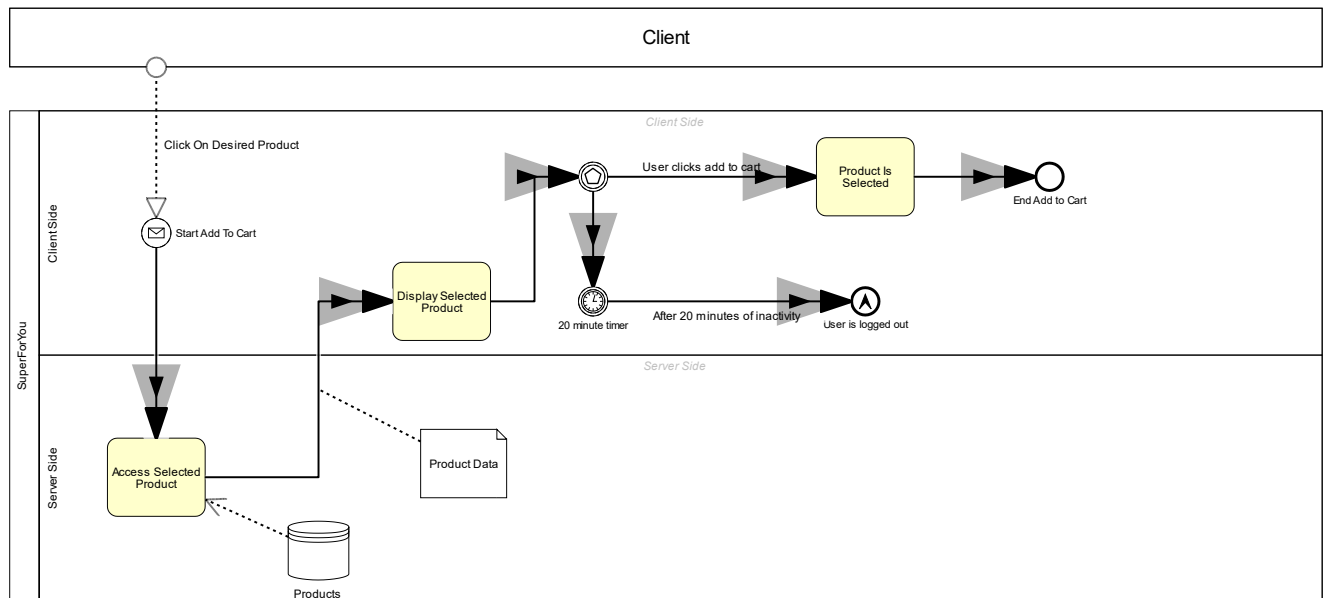 Client
Client Side
Click On Desired Product
User clicks add to cart
Product Is
Selected
End Add to Cart
Client Side
Start Add To Cart
Display Selected
Product
20 minute timer
After 20 minutes of inactivity
User is logged out
SuperForYou
Server Side
Product Data
Server Side
Access Selected
Product
Products